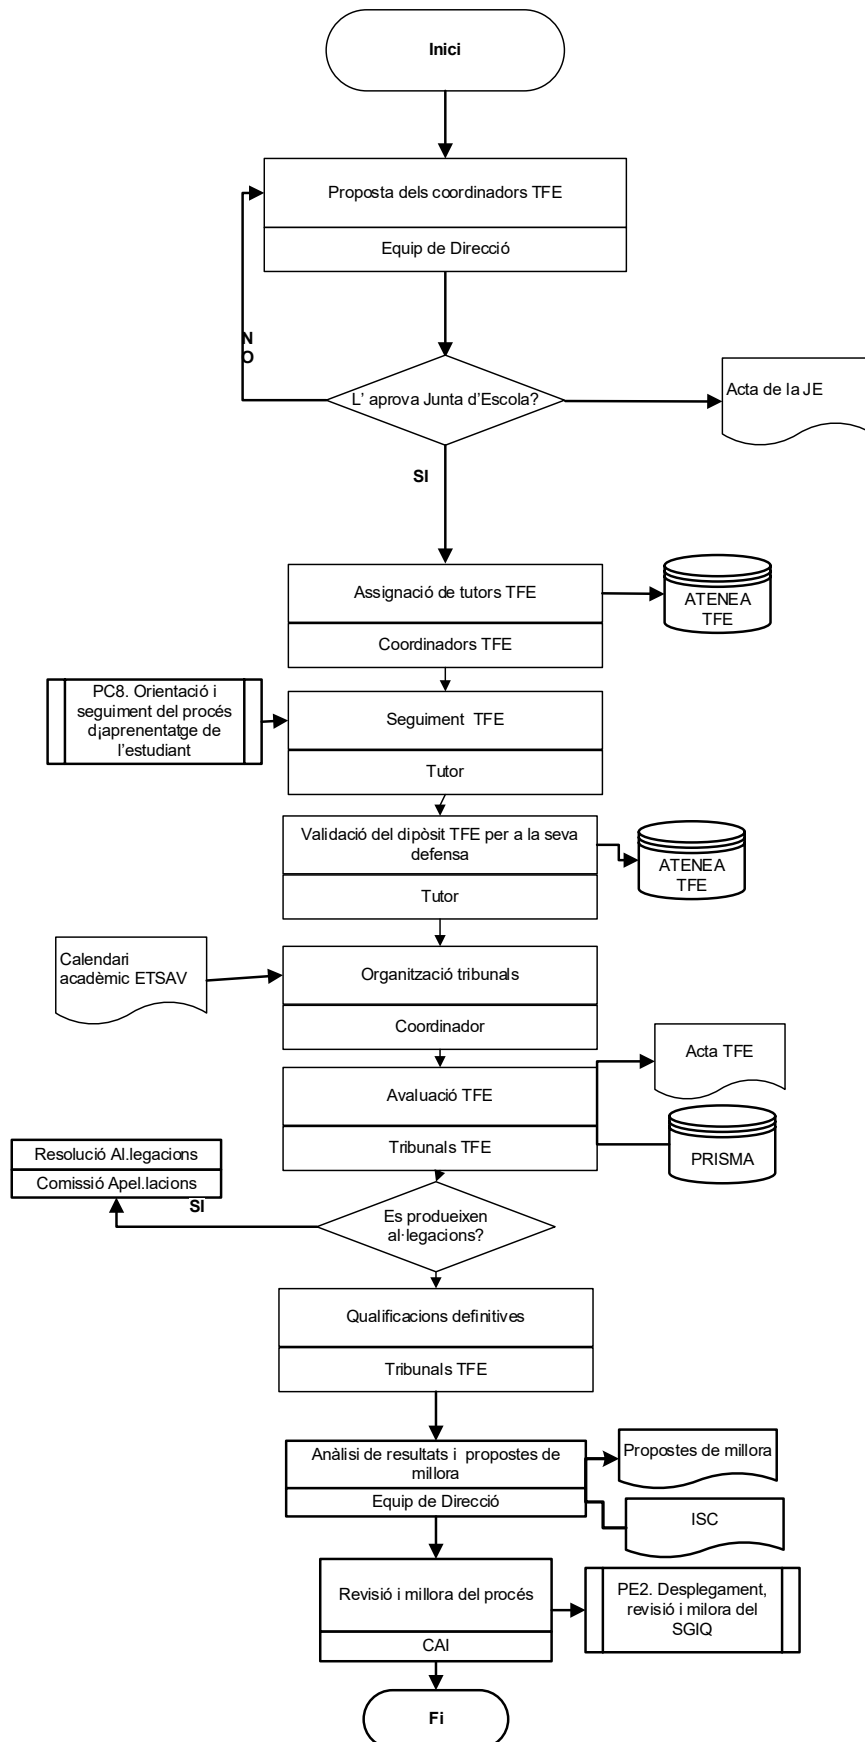 Inici
Proposta dels coordinadors TFE
Equip de Direcció
N
O
L' aprova Junta d'Escola?
Acta de la JE
SI
Assignació de tutors TFE
Coordinadors TFE
ATENEA
TFE
PC8. Orientació i
seguiment del procés
d¡aprenentatge de
l'estudiant
Seguiment  TFE
Tutor
Validació del dipòsit TFE per a la seva
defensa
Tutor
ATENEA
TFE
Calendari
acadèmic ETSAV
Organització tribunals
Coordinador
Avaluació TFE
Tribunals TFE
Acta TFE
PRISMA
Resolució Al.legacions
Comissió Apel.lacions
SI
Es produeixen
al·legacions?
Qualificacions definitives
Tribunals TFE
Anàlisi de resultats i  propostes de
millora
Equip de Direcció
Propostes de millora
ISC
Revisió i millora del procés
CAI
PE2. Desplegament,
revisió i milora del
SGIQ
Fi